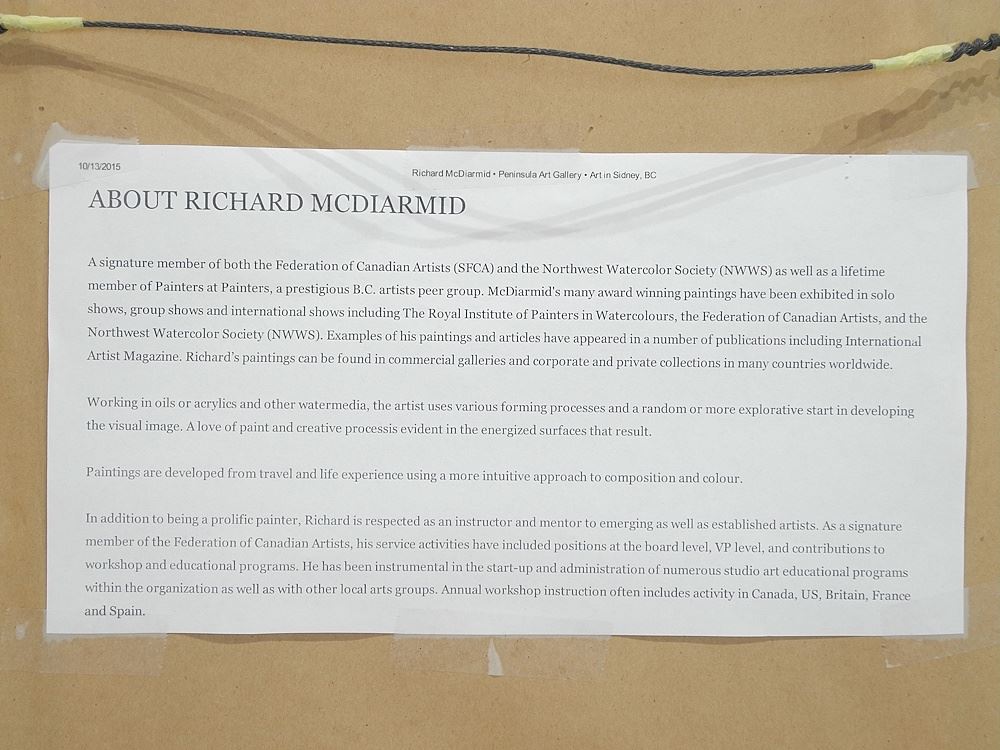 10/13/2015
Richard McDiarmid • Peninsula Art Gallery • Art in Sidney, BC
ABOUT RICHARD MCDIARMID
A signature member of both the Federation of Canadian Artists (SFCA) and the Northwest Watercolor Society (NWWS) as well as a lifetime
member of Painters at Painters, a prestigious B.C. artists peer group. McDiarmid's many award winning paintings have been exhibited in solo
shows, group shows and international shows including The Royal Institute of Painters in Watercolours, the Federation of Canadian Artists, and the
Northwest Watercolor Society (NWWS). Examples of his paintings and articles have appeared in a number of publications including International
Artist Magazine. Richard's paintings can be found in commercial galleries and corporate and private collections in many countries worldwide.
Working in oils or acrylics and other watermedia, the artist uses various forming processes and a random or more explorative start in developing
the visual image. A love of paint and creative processis evident in the energized surfaces that result.
Paintings are developed from travel and life experience using a more intuitive approach to composition and colour.
In addition to being a prolific painter, Richard is respected as an instructor and mentor to emerging as well as established artists. As a signature
member of the Federation of Canadian Artists, his service activities have included positions at the board level, VP level, and contributions to
workshop and educational programs. He has been instrumental in the start-up and administration of numerous studio art educational programs
within the organization as well as with other local arts groups. Annual workshop instruction often includes activity in Canada, US, Britain, France
and Spain.